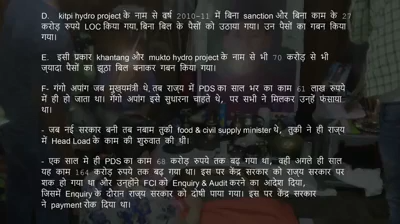 D. kitpi hydro project के नाम से वर्ष 2010-11 में बिना sanction और बिना काम के 27
करोड़ रुपये LOC किया गया, बिना बिल के पैसों को उठाया गया। उन पैसों का गबन किया
गया।
E. इसी प्रकार khantang और mukto hydro project के नाम से भी 70 करोड़ से भी
ज्यादा पैसों का झूठा बिल बनाकर गबन किया गया।
F- गेंगो अपांग जब मुख्यमंत्री थे, तब राज्य में PDS का साल भर का काम 61 लाख रुपये
में ही हो जाता था। गेंगो अपांग इसे सुधारना चाहते थे, पर सभी ने मिलकर उन्हें फंसाया
था।
- जब नई सरकार बनी तब नबाम तुकी food & civil supply minister थे, तुकी ने ही राज्य
में Head Load के काम की शुरुवात की थी।
- एक साल मे ही PDS का काम 68 करोड़ रुपये तक बढ़ गया था, वही अगले ही साल
यह काम 164 करोड़ रुपये तक बढ़ गया था। इस पर केंद्र सरकार को राज्य सरकार पर
शक हो गया था और उन्होंने FCI को Enquiry & Audit करने का आदेश दिया,
जिसमें Enquiry के दौरान राज्य सरकार को दोषी पाया गया। इस पर केंद्र सरकार
ने payment रोक दिया था।